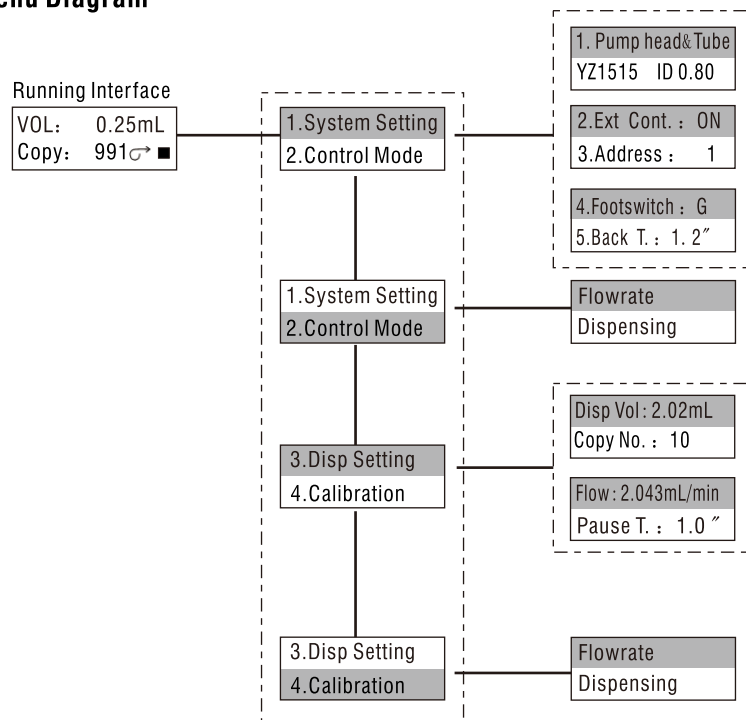 Menu Diagram
Running Interface
VOL: 0.25mL
Copy: 991
1.System Setting
2.Control Mode
1. Pump head&Tube
YZ1515 ID 0.80
2.Ext Cont. : ON
3.Address : 1
4.Footswitch : G
5.Back T. : 1. 2″
1.System Setting
2.Control Mode
Flowrate
Dispensing
3.Disp Setting
4.Calibration
Disp Vol: 2.02mL
Copy No. : 10
Flow: 2.043mL/min
Pause T. : 1.0 ″
3.Disp Setting
4.Calibration
Flowrate
Dispensing